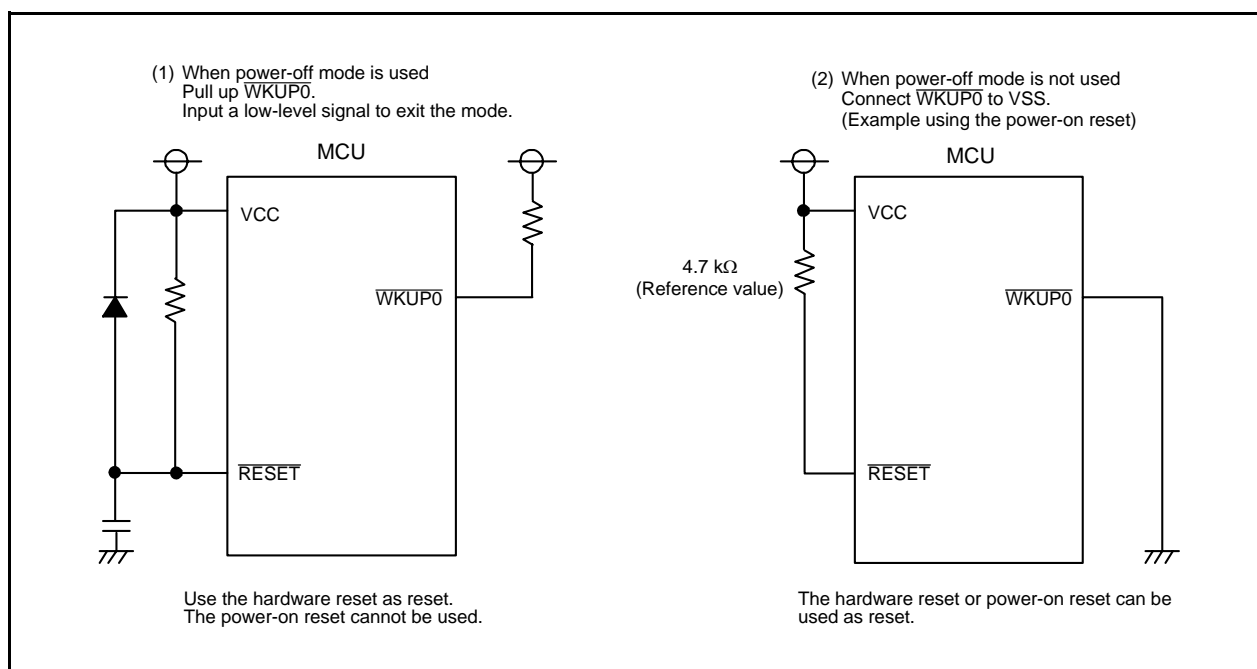 (1) When power-off mode is used
Pull up WKUP0.
Input a low-level signal to exit the mode.
MCU
VCC
WKUP0
RESET
Use the hardware reset as reset.
The power-on reset cannot be used.
(2) When power-off mode is not used
Connect WKUP0 to VSS.
(Example using the power-on reset)
MCU
VCC
4.7 kΩ
(Reference value)
WKUP0
RESET
The hardware reset or power-on reset can be
used as reset.